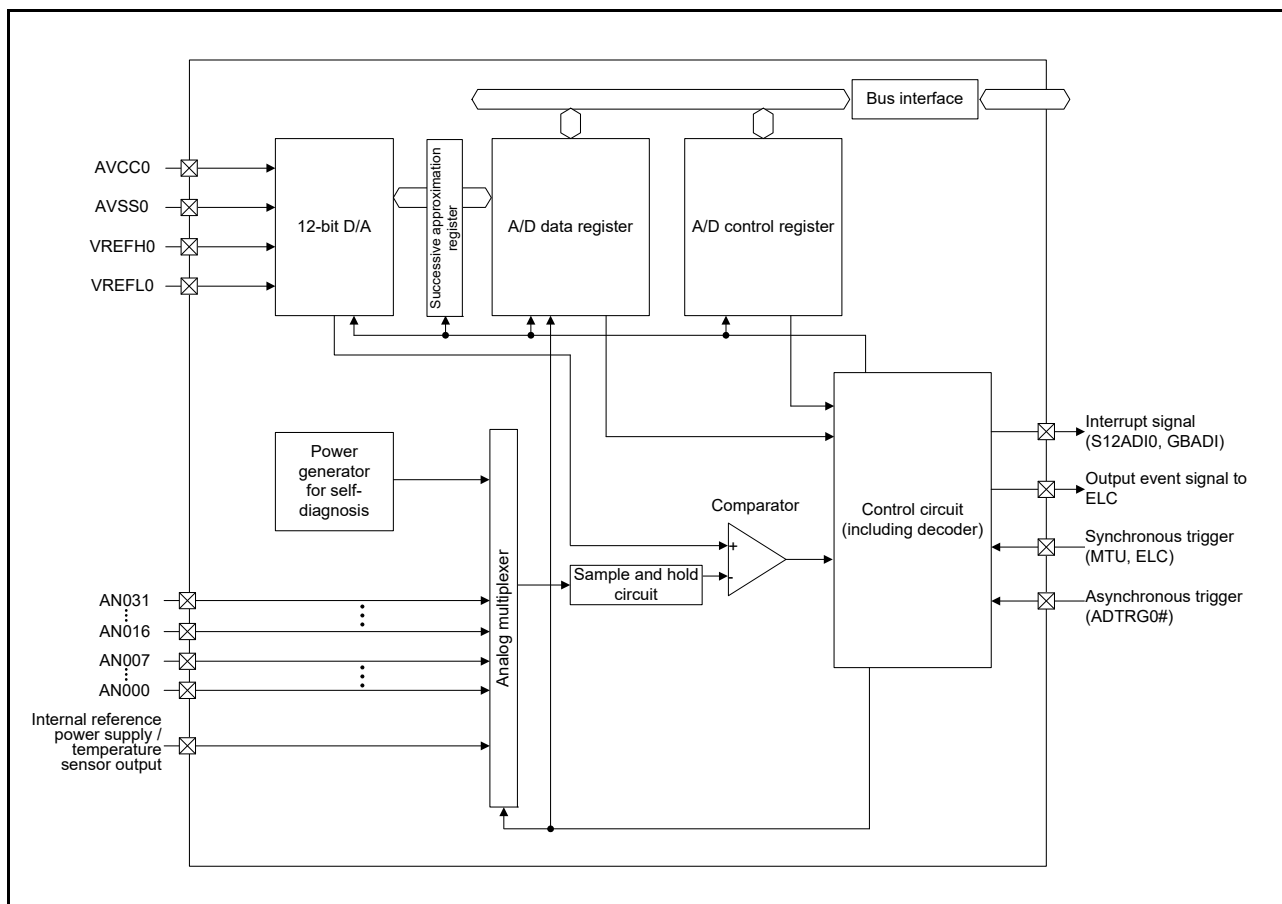 Bus interface
AVCC0
AVSS0
VREFH0
VREFL0
12-bit D/A
Successive approximation
register
A/D data register
A/D control register
Power
generator
for self-
diagnosis
Analog multiplexer
Comparator
+
-
Sample and hold
circuit
Control circuit
(including decoder)
Interrupt signal
(S12ADI0, GBADI)
Output event signal to
ELC
Synchronous trigger
(MTU, ELC)
Asynchronous trigger
(ADTRG0#)
AN031
AN016
AN007
AN000
Internal reference
power supply /
temperature
sensor output